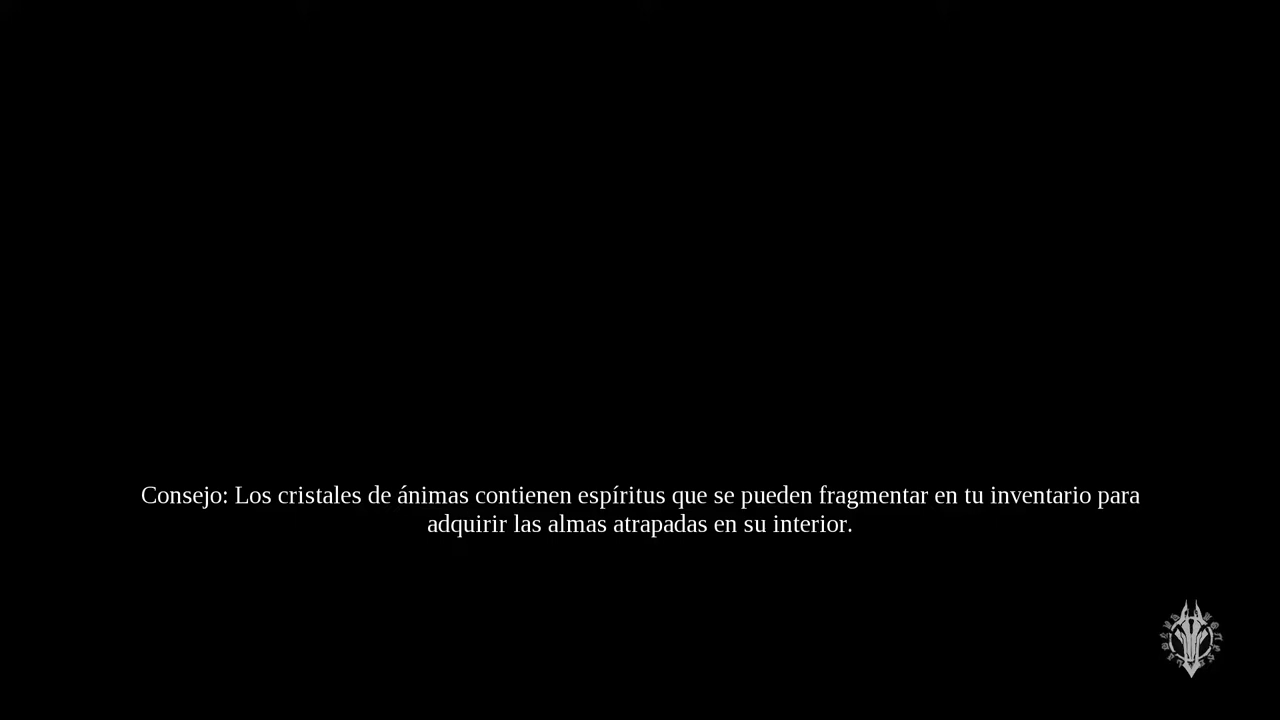 Consejo: Los cristales de ánimas contienen espíritus que se pueden fragmentar en tu inventario para
adquirir las almas atrapadas en su interior.